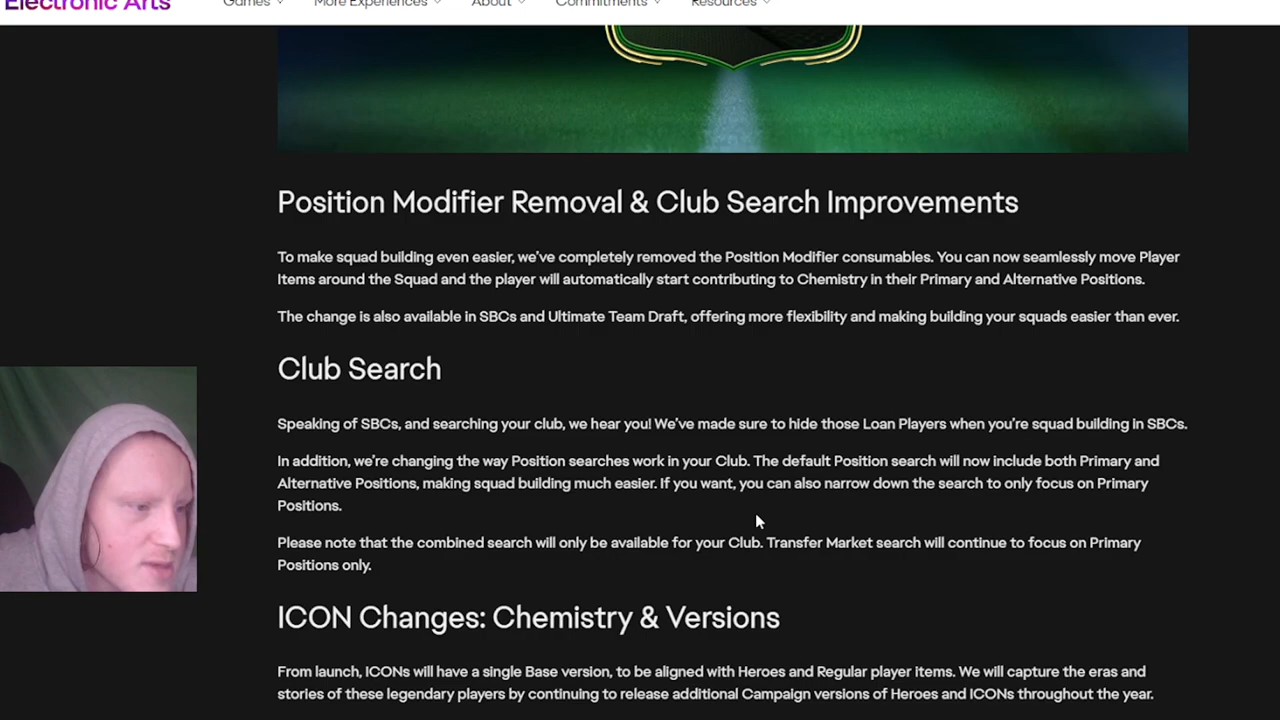 Electronic Arts
Games More Experiences About Commitments Resources
Position Modifier Removal & Club Search Improvements
To make squad building even easier, we've completely removed the Position Modifier consumables. You can now seamlessly move Player
Items around the Squad and the player will automatically start contributing to Chemistry in their Primary and Alternative Positions.
The change is also available in SBCs and Ultimate Team Draft, offering more flexibility and making building your squads easier than ever.
Club Search
Speaking of SBCs, and searching your club, we hear you! We've made sure to hide those Loan Players when you're squad building in SBCs.
In addition, we're changing the way Position searches work in your Club. The default Position search will now include both Primary and
Alternative Positions, making squad building much easier. If you want, you can also narrow down the search to only focus on Primary
Positions.
Please note that the combined search will only be available for your Club. Transfer Market search will continue to focus on Primary
Positions only.
ICON Changes: Chemistry & Versions
From launch, ICONs will have a single Base version, to be aligned with Heroes and Regular player items. We will capture the eras and
stories of these legendary players by continuing to release additional Campaign versions of Heroes and ICONs throughout the year.